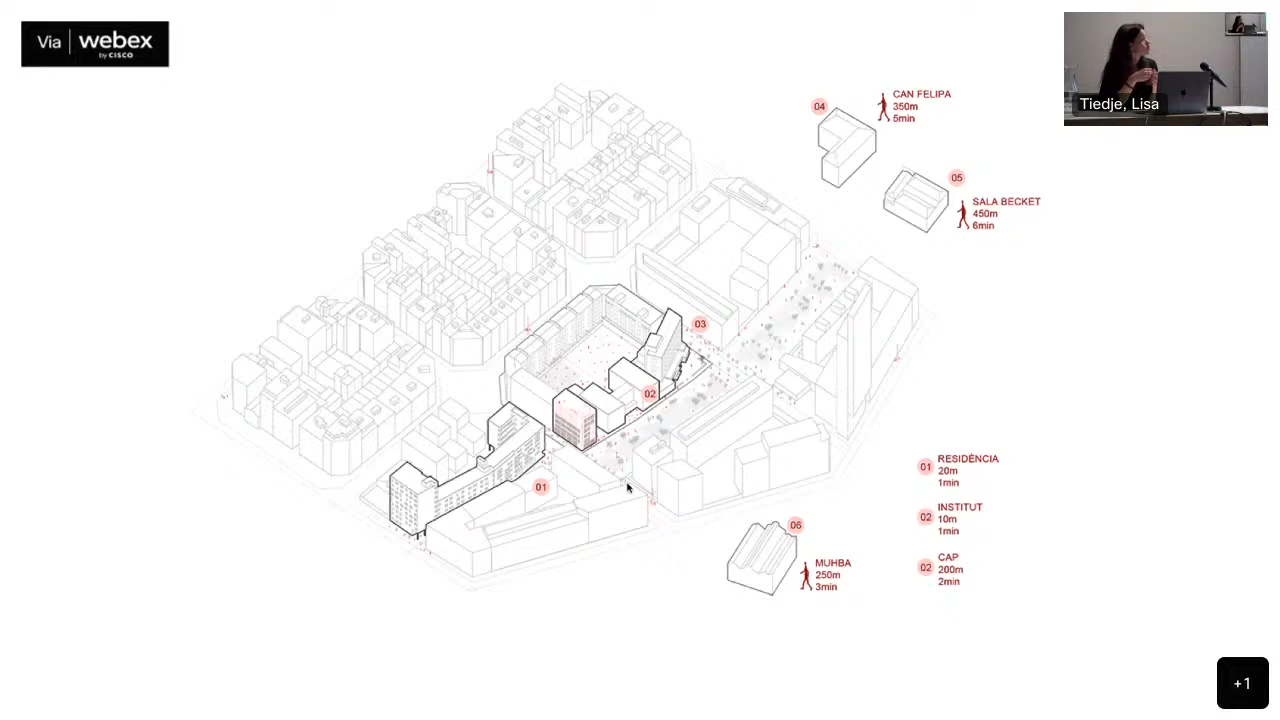 Via webex
by CISCO
Tiedje, Lisa
04
CAN FELIPA
350m
5min
05
SALA BECKET
450m
6min
03
02
01
01
RESIDÈNCIA
20m
1min
02
INSTITUT
10m
1min
02
CAP
200m
2min
06
MUHBA
250m
3min
+1